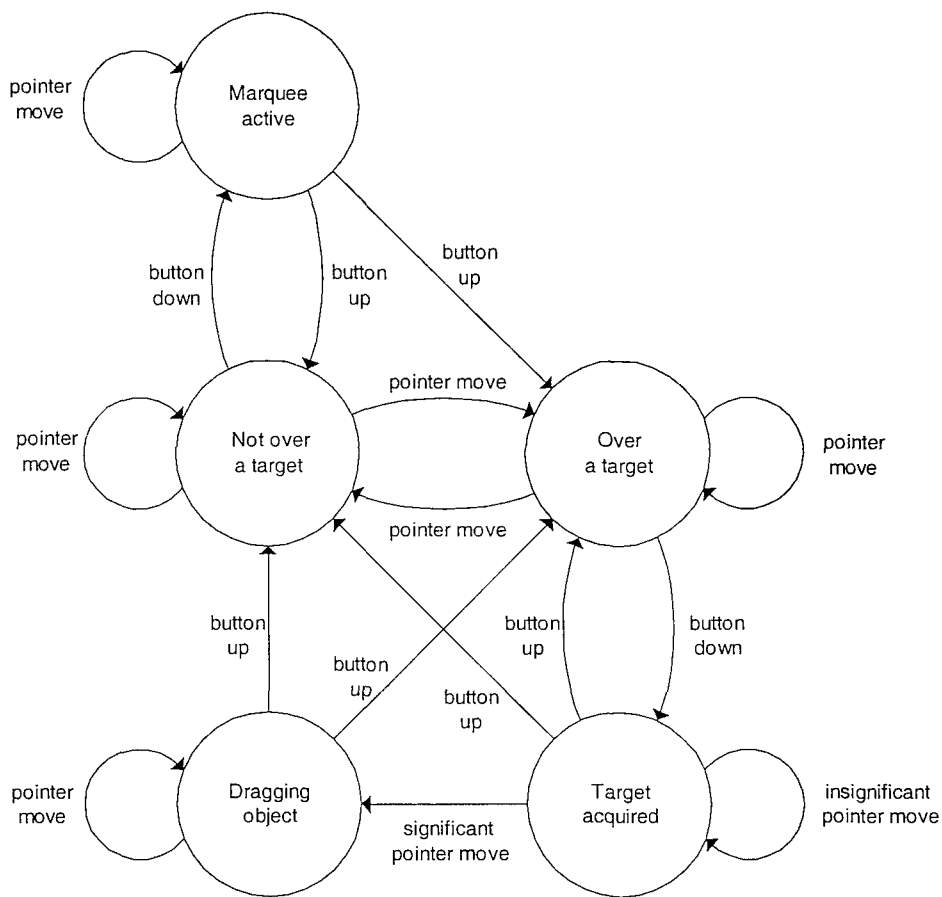 pointer
move
Marquee
active
button
down
button
up
button
up
pointer move
pointer
move
Not over
a target
Over
a target
pointer
move
pointer move
button
up
button
up
button
up
button
up
button
down
pointer
move
Dragging
object
significant
pointer move
Target
acquired
insignificant
pointer move